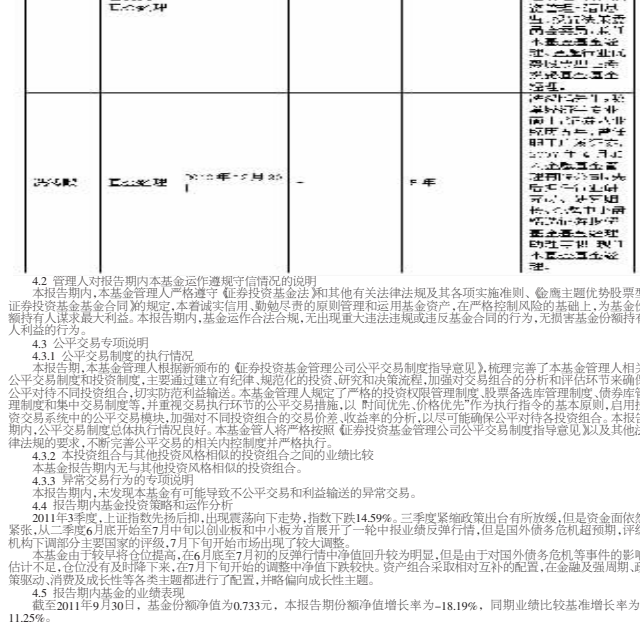 基金经理
4.2 管理人对报告期内本基金运作遵规守信情况的说明
本报告期内,本基金管理人严格遵守《证券投资基金法》和其他有关法律法规及其各项实施准则、《金鹰主题优势股票型
证券投资基金基金合同》的规定,本着诚实信用、勤勉尽责的原则管理和运用基金资产,在严格控制风险的基础上,为基金份
额持有人谋求最大利益。本报告期内,基金运作合法合规,无出现重大违法违规或违反基金合同的行为,无损害基金份额持有
人利益的行为。
4.3 公平交易专项说明
4.3.1 公平交易制度的执行情况
本报告期,本基金管理人根据新颁布的《证券投资基金管理公司公平交易制度指导意见》,梳理完善了本基金管理人相关
公平交易制度和投资制度,主要通过建立有纪律、规范化的投资、研究和决策流程,加强对交易组合的分析和评估环节来确保
公平对待不同投资组合,切实防范利益输送。本基金管理人规定了严格的投资权限管理制度、股票备选库管理制度、债券库管
理制度和集中交易制度等,并重视交易执行环节的公平交易措施,以“时间优先、价格优先”作为执行指令的基本原则,启用投
资交易系统中的公平交易模块,加强对不同投资组合的交易价差、收益率的分析,以尽可能确保公平对待各投资组合。本报告
期内,公平交易制度总体执行情况良好。本基金管人将严格按照《证券投资基金管理公司公平交易制度指导意见》以及其他法
律法规的要求,不断完善公平交易的相关内控制度并严格执行。
4.3.2 本投资组合与其他投资风格相似的投资组合之间的业绩比较
本基金报告期内无与其他投资风格相似的投资组合。
4.3.3 异常交易行为的专项说明
本报告期内,未发现本基金有可能导致不公平交易和利益输送的异常交易。
4.4 报告期内基金投资策略和运作分析
2011年3季度,上证指数先扬后抑,出现震荡向下走势,指数下跌14.59%。三季度紧缩政策出台有所放缓,但是资金面依然
紧张,从二季度6月底开始至7月中旬以创业板和中小板为首展开了一轮中报业绩反弹行情,但是国外债务危机超预期,评级
机构下调部分主要国家的评级,7月下旬开始市场出现了较大调整。
本基金由于较早将仓位提高,在6月底至7月初的反弹行情中净值回升较为明显,但是由于对国外债务危机等事件的影响
估计不足,仓位没有及时降下来,在7月下旬开始的调整中净值下跌较快。资产组合采取相对互补的配置,在金融及强周期、政
策驱动、消费及成长性等各类主题都进行了配置,并略偏向成长性主题。
4.5 报告期内基金的业绩表现
截至2011年9月30日，基金份额净值为0.733元，本报告期份额净值增长率为-18.19%，同期业绩比较基准增长率为
11.25%。